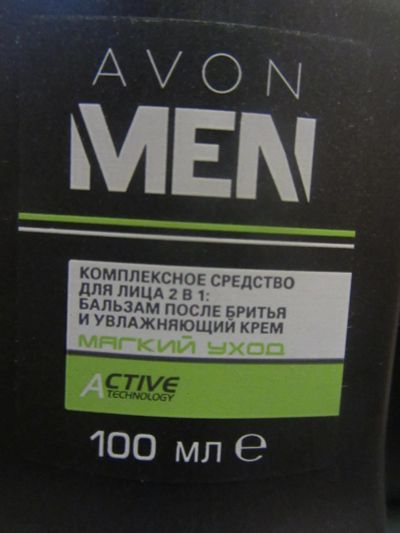 AVON
MEN
КОМПЛЕКСНОЕ СРЕДСТВО
ДЛЯ ЛИЦА 2 В 1:
БАЛЬЗАМ ПОСЛЕ БРИТЬЯ
И УВЛАЖНЯЮЩИЙ КРЕМ
МЯГКИЙ УХОД
ACTIVE
TECHNOLOGY
100 МЛ ℮